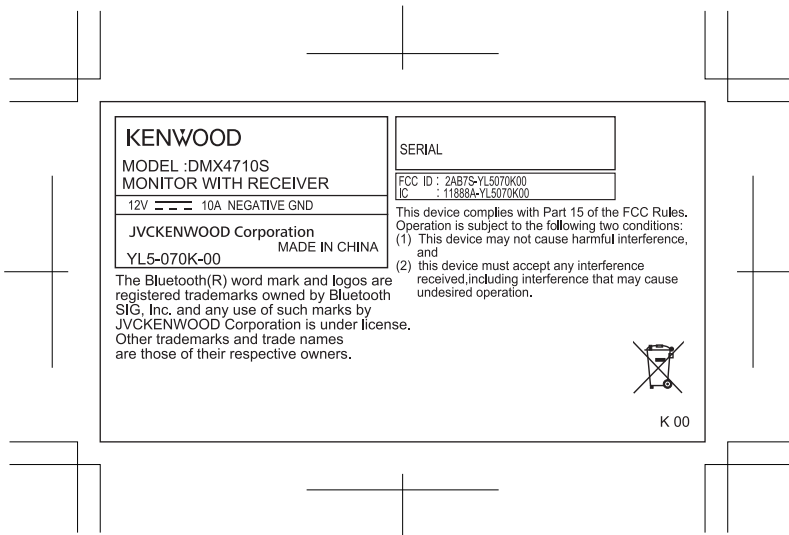 KENWOOD
MODEL :DMX4710S
MONITOR WITH RECEIVER
12V 10A NEGATIVE GND
JVCKENWOOD Corporation
MADE IN CHINA
YL5-070K-00
The Bluetooth(R) word mark and logos are
registered trademarks owned by Bluetooth
SIG, Inc. and any use of such marks by
JVCKENWOOD Corporation is under license.
Other trademarks and trade names
are those of their respective owners.
SERIAL
FCC ID : 2AB7S-YL5070K00
IC : 11888A-YL5070K00
This device complies with Part 15 of the FCC Rules.
Operation is subject to the following two conditions:
(1) This device may not cause harmful interference,
and
(2) this device must accept any interference
received,including interference that may cause
undesired operation.
K 00